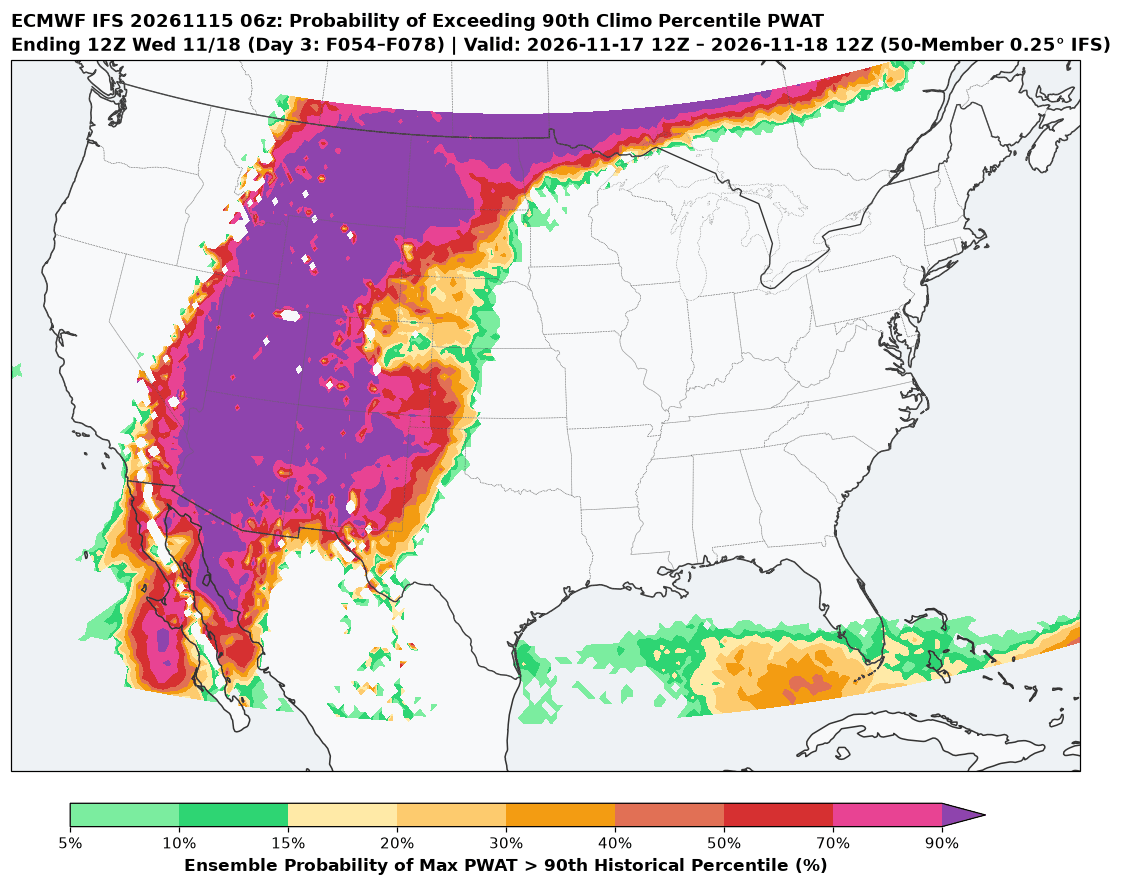 ECMWF IFS 20261115 06z: Probability of Exceeding 90th Climo Percentile PWAT
Ending 12Z Wed 11/18 (Day 3: F054–F078) | Valid: 2026-11-17 12Z – 2026-11-18 12Z (50-Member 0.25° IFS)
5% 10% 15% 20% 30% 40% 50% 70% 90%
Ensemble Probability of Max PWAT > 90th Historical Percentile (%)